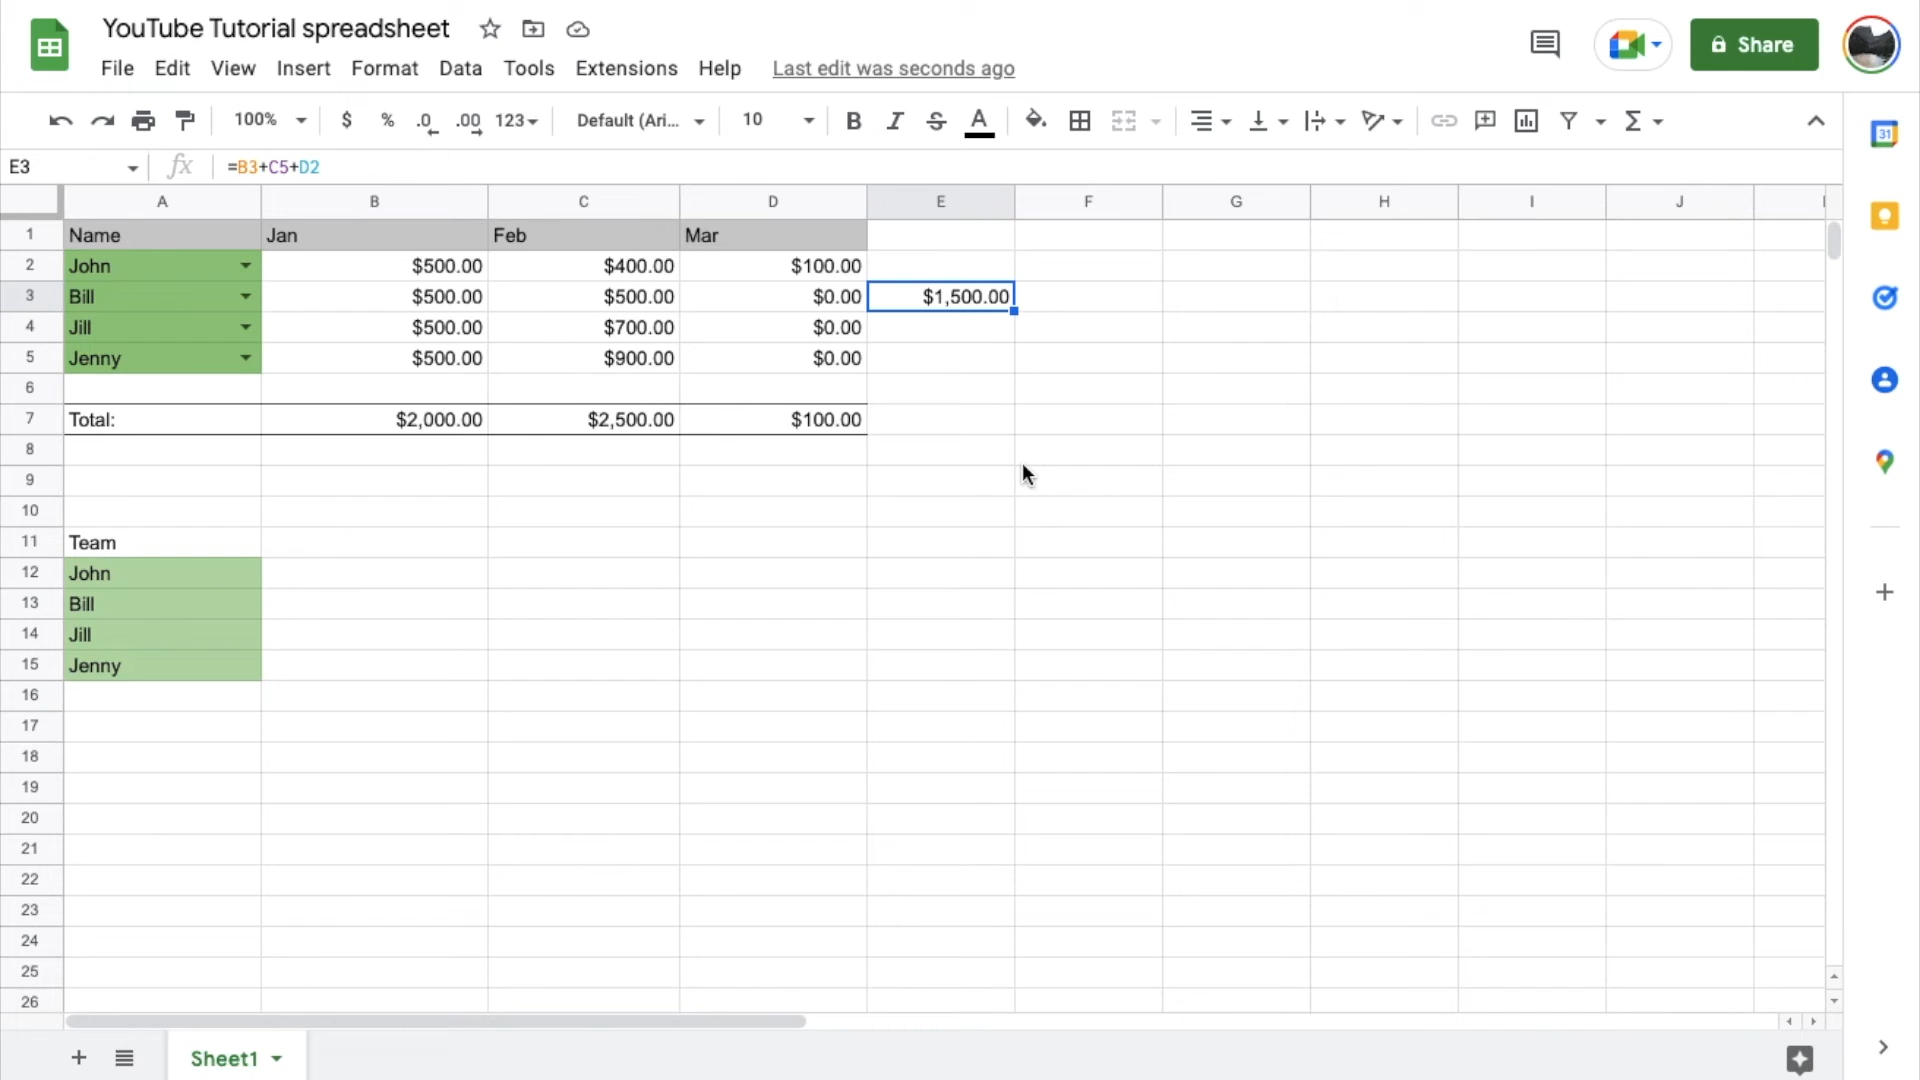 YouTube Tutorial spreadsheet
File Edit View Insert Format Data Tools Extensions Help Last edit was seconds ago
Share
100% $ % .0 .00 123 Default (Ari... 10 B I S A Σ
31
E3 fx =B3+C5+D2
A B C D E F G H I J
1 Name Jan Feb Mar
2 John $500.00 $400.00 $100.00
3 Bill $500.00 $500.00 $0.00 $1,500.00
4 Jill $500.00 $700.00 $0.00
5 Jenny $500.00 $900.00 $0.00
6
7 Total: $2,000.00 $2,500.00 $100.00
8
9
10
11 Team
12 John
13 Bill
14 Jill
15 Jenny
16
17
18
19
20
21
22
23
24
25
26
Sheet1